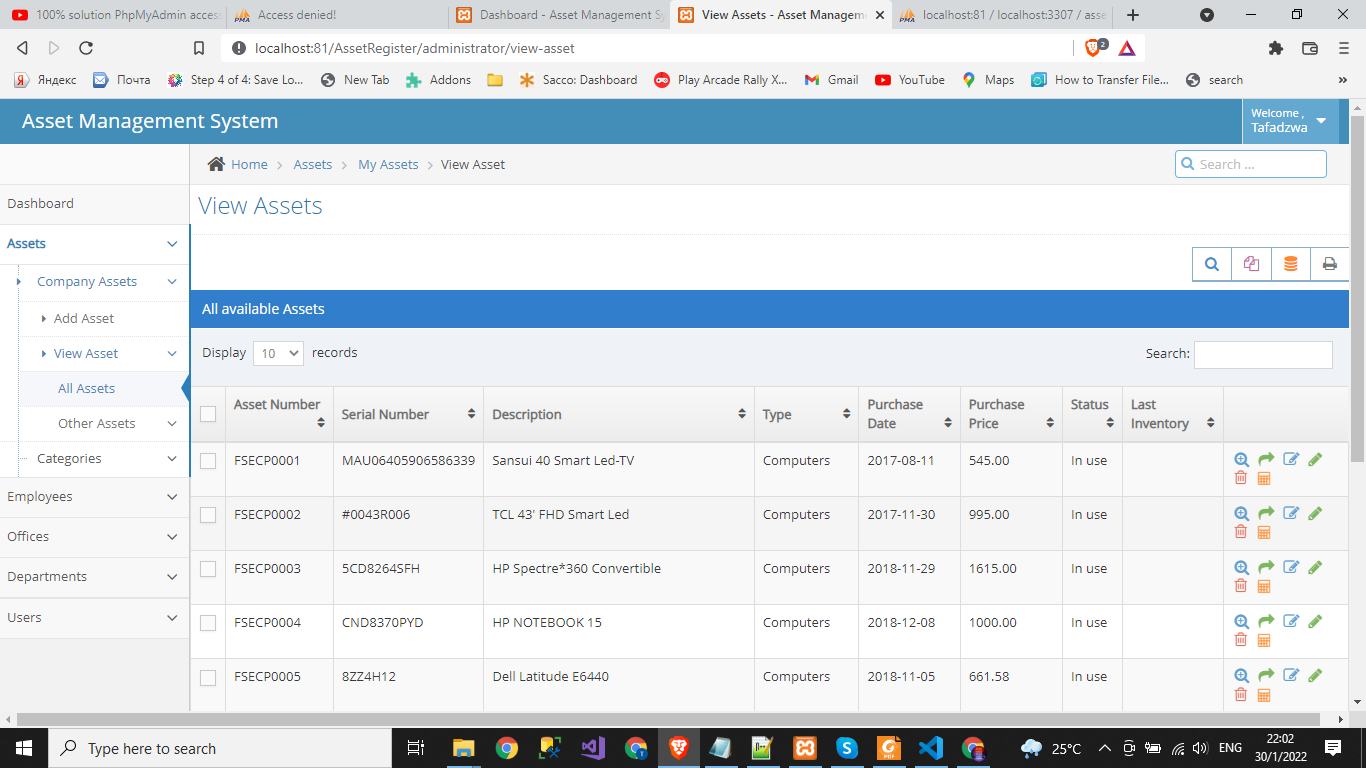 100% solution PhpMyAdmin acces
Access denied!
Dashboard - Asset Management Sy
View Assets - Asset Managemen
localhost:81 / localhost:3307 / asse
localhost:81/AssetRegister/administrator/view-asset
2
Яндекс
Почта
Step 4 of 4: Save Lo...
New Tab
Addons
Sacco: Dashboard
Play Arcade Rally X...
Gmail
YouTube
Maps
How to Transfer File...
search
Asset Management System
Welcome ,
Tafadzwa
Home > Assets > My Assets > View Asset
Search ...
Dashboard
Assets
Company Assets
Add Asset
View Asset
All Assets
Other Assets
Categories
Employees
Offices
Departments
Users
View Assets
All available Assets
Display 10 records
Search:
Asset Number Serial Number Description Type Purchase Date Purchase Price Status Last Inventory
FSECP0001 MAU06405906586339 Sansui 40 Smart Led-TV Computers 2017-08-11 545.00 In use
FSECP0002 #0043R006 TCL 43' FHD Smart Led Computers 2017-11-30 995.00 In use
FSECP0003 5CD8264SFH HP Spectre*360 Convertible Computers 2018-11-29 1615.00 In use
FSECP0004 CND8370PYD HP NOTEBOOK 15 Computers 2018-12-08 1000.00 In use
FSECP0005 8ZZ4H12 Dell Latitude E6440 Computers 2018-11-05 661.58 In use
Type here to search
25°C
ENG
22:02
30/1/2022